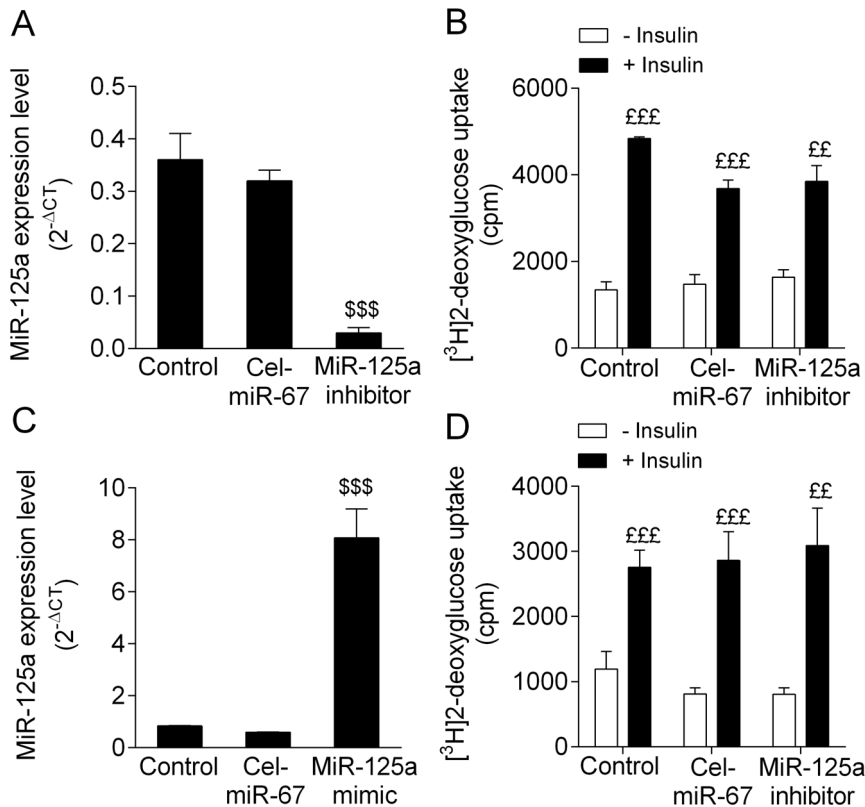 A
MiR-125a expression level
(2-ΔCT)
0.5
0.4
0.3
0.2
0.1
0.0
$$$
Control
Cel-
miR-67
MiR-125a
inhibitor
B
- Insulin
+ Insulin
[³H]2-deoxyglucose uptake
(cpm)
6000
4000
2000
0
£££
£££
££
Control
Cel-
miR-67
MiR-125a
inhibitor
C
MiR-125a expression level
(2-ΔCT)
10
8
6
4
2
0
$$$
Control
Cel-
miR-67
MiR-125a
mimic
D
- Insulin
+ Insulin
[³H]2-deoxyglucose uptake
(cpm)
4000
3000
2000
1000
0
£££
£££
££
Control
Cel-
miR-67
MiR-125a
inhibitor